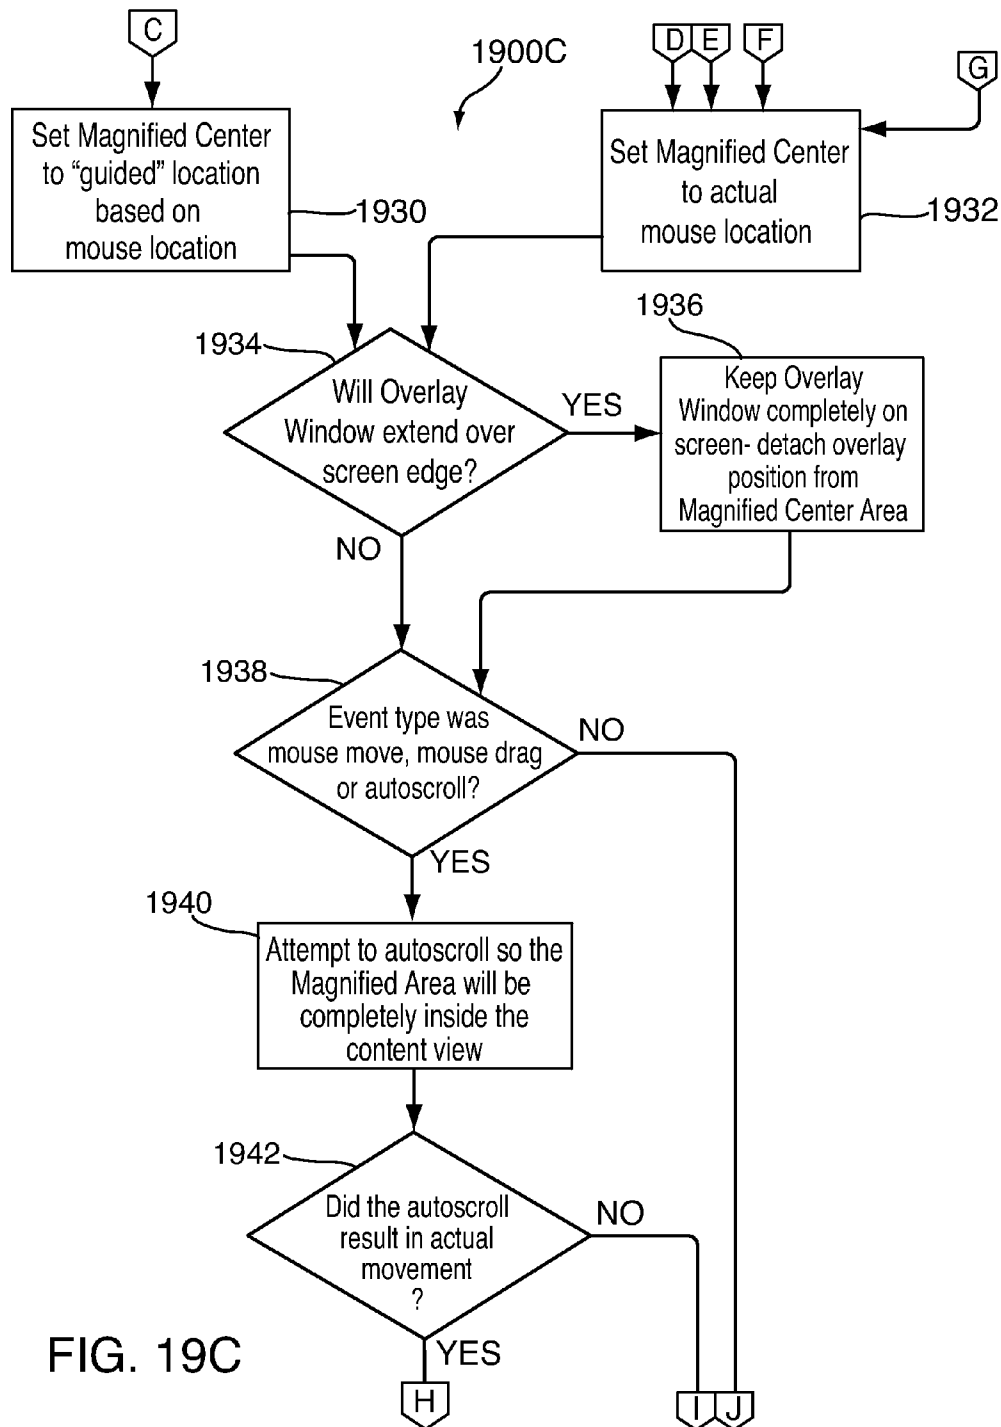 C
1900C
D E F
G
Set Magnified Center
to “guided” location
based on
mouse location
1930
Set Magnified Center
to actual
mouse location
1932
1934
Will Overlay
Window extend over
screen edge?
YES
NO
1936
Keep Overlay
Window completely on
screen- detach overlay
position from
Magnified Center Area
1938
Event type was
mouse move, mouse drag
or autoscroll?
NO
YES
1940
Attempt to autoscroll so the
Magnified Area will be
completely inside the
content view
1942
Did the autoscroll
result in actual
movement
?
NO
YES
H
I J
FIG. 19C